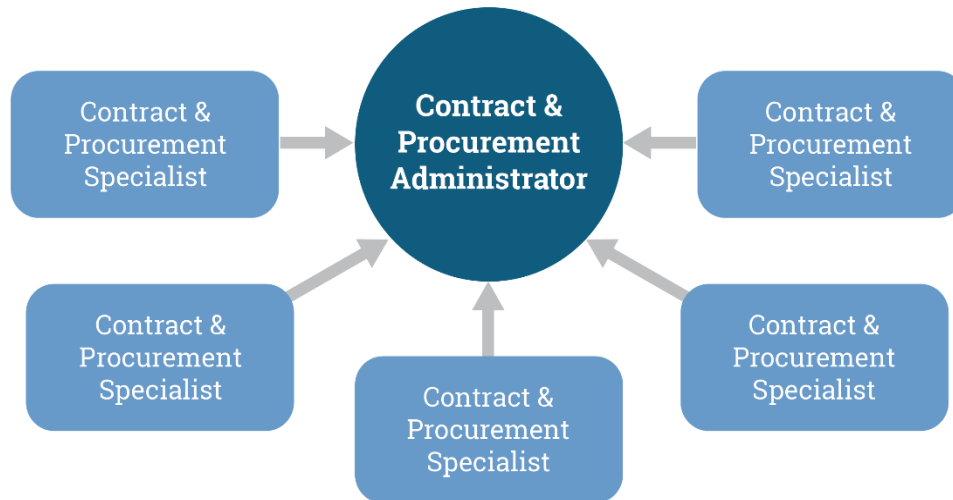 Contract &
Procurement
Specialist
Contract &
Procurement
Administrator
Contract &
Procurement
Specialist
Contract &
Procurement
Specialist
Contract &
Procurement
Specialist
Contract &
Procurement
Specialist